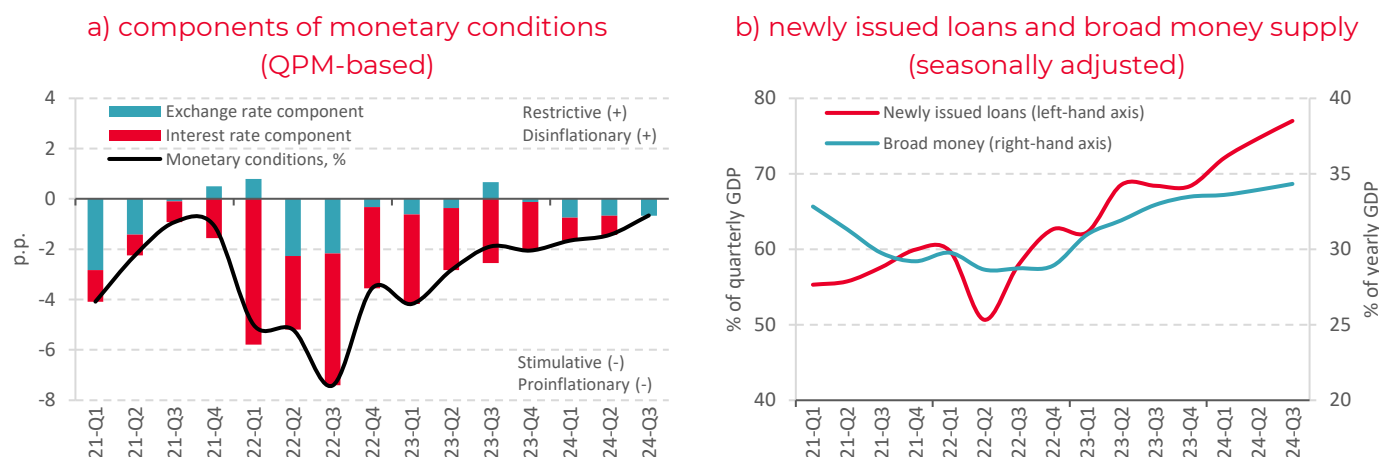 a) components of monetary conditions
(QPM-based)
4
2
0
-2
-4
-6
-8
p.p.
Exchange rate component
Interest rate component
Monetary conditions, %
Restrictive (+)
Disinflationary (+)
Stimulative (-)
Proinflationary (-)
21-Q1
21-Q2
21-Q3
21-Q4
22-Q1
22-Q2
22-Q3
22-Q4
23-Q1
23-Q2
23-Q3
23-Q4
24-Q1
24-Q2
24-Q3
b) newly issued loans and broad money supply
(seasonally adjusted)
80
70
60
50
40
% of quarterly GDP
Newly issued loans (left-hand axis)
Broad money (right-hand axis)
40
35
30
25
20
% of yearly GDP
21-Q1
21-Q2
21-Q3
21-Q4
22-Q1
22-Q2
22-Q3
22-Q4
23-Q1
23-Q2
23-Q3
23-Q4
24-Q1
24-Q2
24-Q3